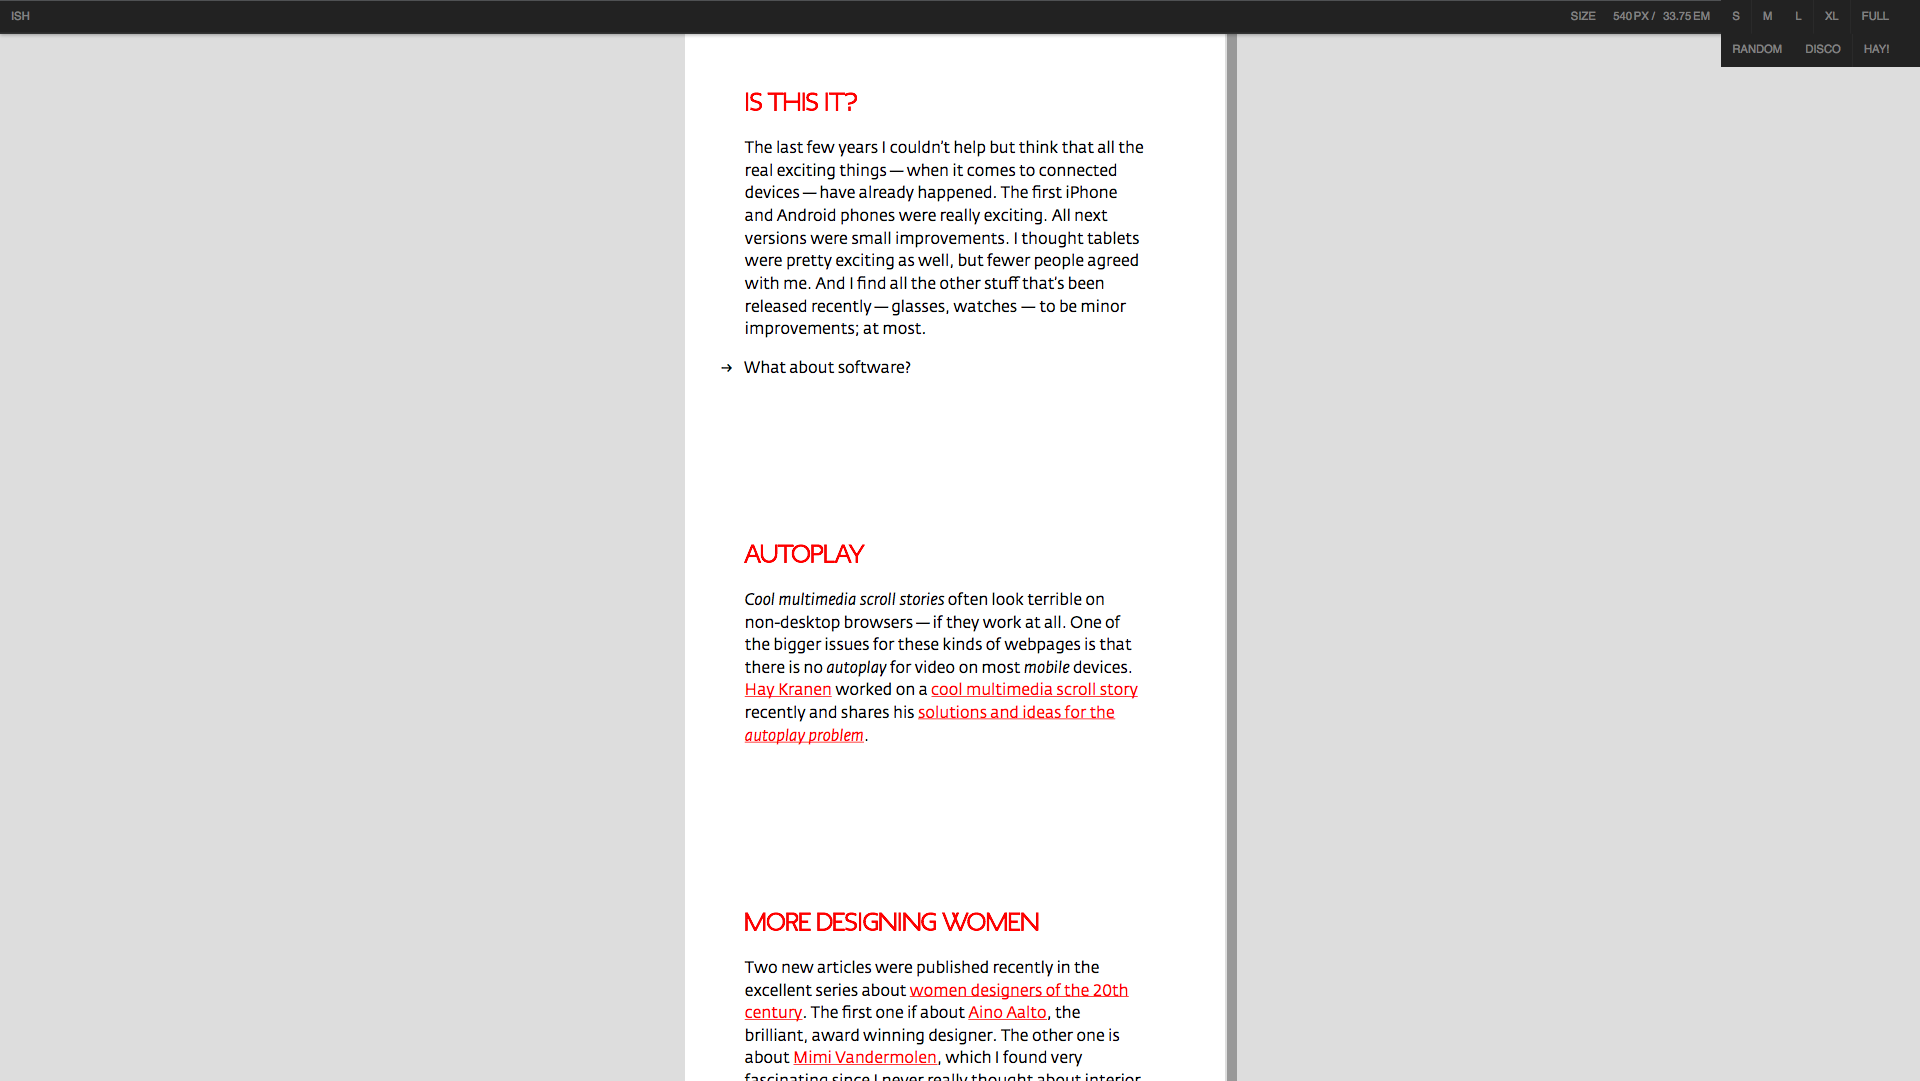 ISH
SIZE 540 PX / 33.75 EM S M L XL FULL
RANDOM DISCO HAY!
IS THIS IT?
The last few years I couldn’t help but think that all the
real exciting things — when it comes to connected
devices — have already happened. The first iPhone
and Android phones were really exciting. All next
versions were small improvements. I thought tablets
were pretty exciting as well, but fewer people agreed
with me. And I find all the other stuff that’s been
released recently — glasses, watches — to be minor
improvements; at most.
→ What about software?
AUTOPLAY
Cool multimedia scroll stories often look terrible on
non-desktop browsers — if they work at all. One of
the bigger issues for these kinds of webpages is that
there is no autoplay for video on most mobile devices.
Hay Kranen worked on a cool multimedia scroll story
recently and shares his solutions and ideas for the
autoplay problem.
MORE DESIGNING WOMEN
Two new articles were published recently in the
excellent series about women designers of the 20th
century. The first one if about Aino Aalto, the
brilliant, award winning designer. The other one is
about Mimi Vandermolen, which I found very
fascinating since I never really thought about interior